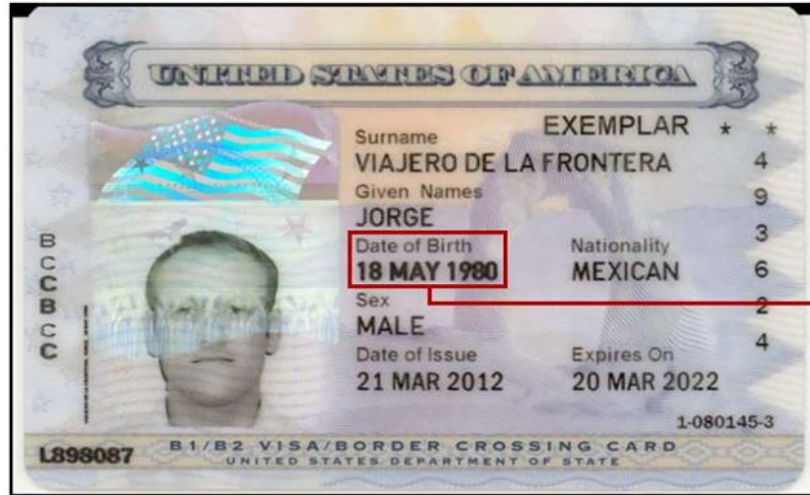 UNITED STATES OF AMERICA
EXEMPLAR * *
Surname
VIAJERO DE LA FRONTERA
Given Names
JORGE
Date of Birth
18 MAY 1980
Nationality
MEXICAN
Sex
MALE
Date of Issue
21 MAR 2012
Expires On
20 MAR 2022
4
9
3
6
2
4
B
C
C
B
C
C
1-080145-3
L898087
B1/B2 VISA/BORDER CROSSING CARD
UNITED STATES DEPARTMENT OF STATE